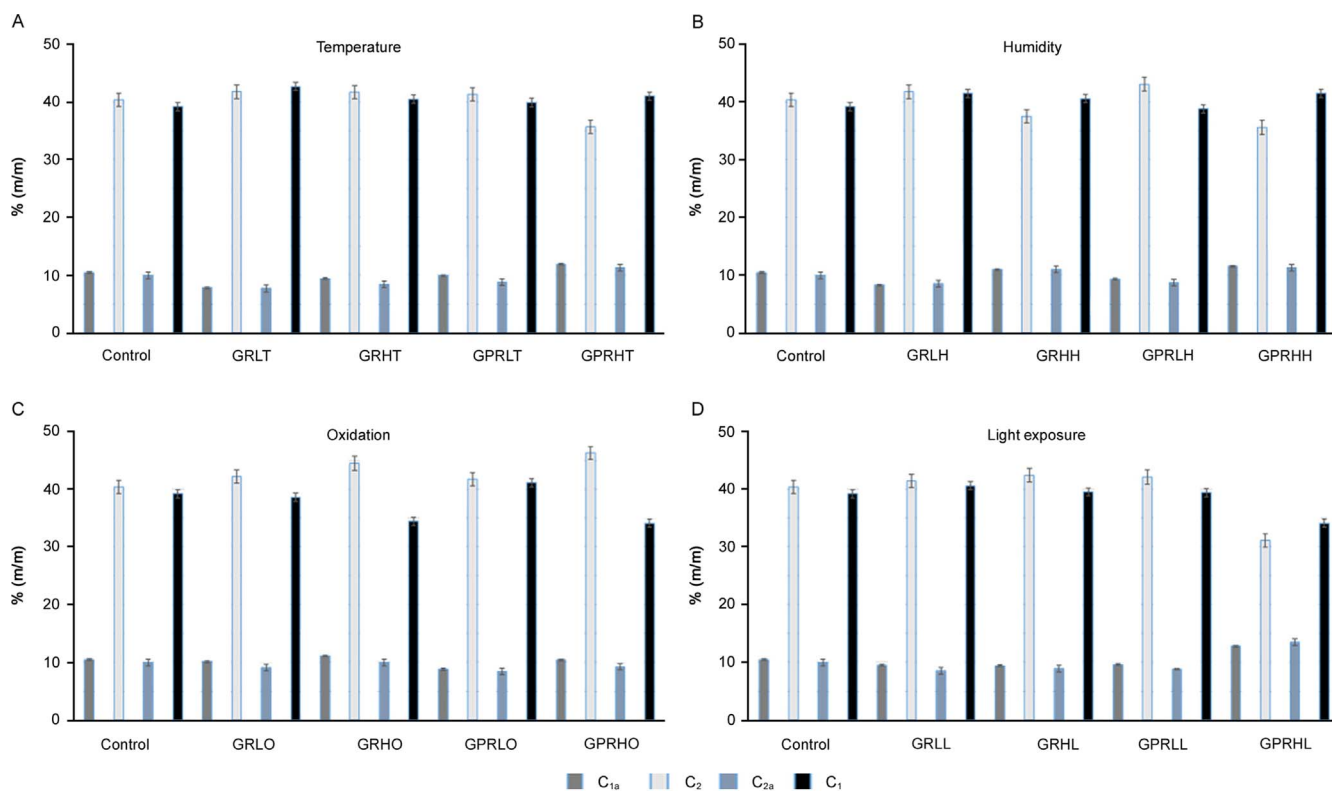 A
Temperature
50
40
30
20
10
0
% (m/m)
Control GRLT GRHT GPRLT GPRHT
B
Humidity
50
40
30
20
10
0
% (m/m)
Control GRLH GRHH GPRLH GPRHH
C
Oxidation
50
40
30
20
10
0
% (m/m)
Control GRLO GRHO GPRLO GPRHO
D
Light exposure
50
40
30
20
10
0
% (m/m)
Control GRLL GRHL GPRLL GPRHL
C1a C2 C2a C1